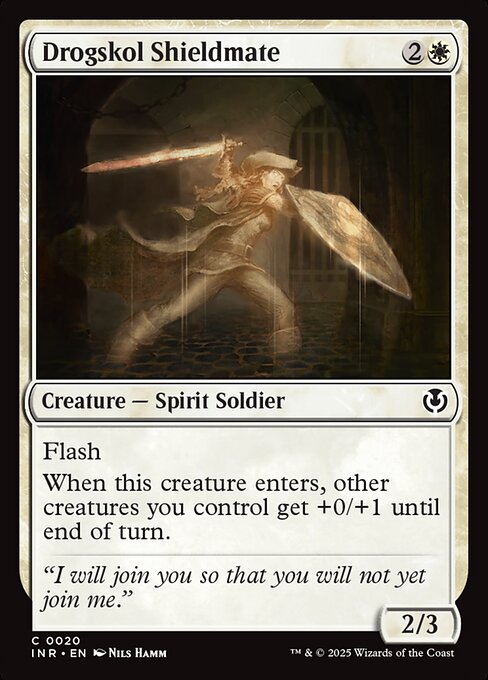 Drogskol Shieldmate 2
Creature — Spirit Soldier
Flash
When this creature enters, other
creatures you control get +0/+1 until
end of turn.
“I will join you so that you will not yet
join me.”
2/3
C 0020
INR • EN Nils Hamm
™ & © 2025 Wizards of the Coast